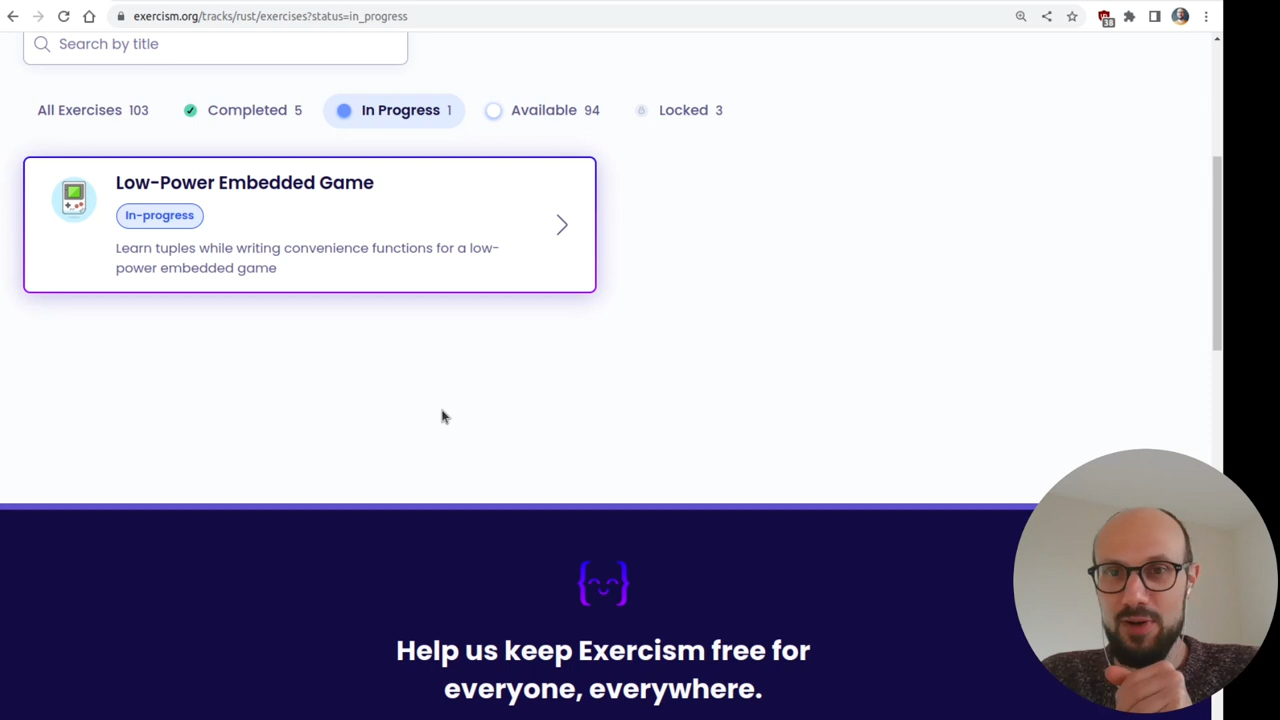 exercism.org/tracks/rust/exercises?status=in_progress
38
Search by title
All Exercises 103 Completed 5 In Progress 1 Available 94 Locked 3
Low-Power Embedded Game
In-progress
Learn tuples while writing convenience functions for a low-
power embedded game
Help us keep Exercism free for
everyone, everywhere.